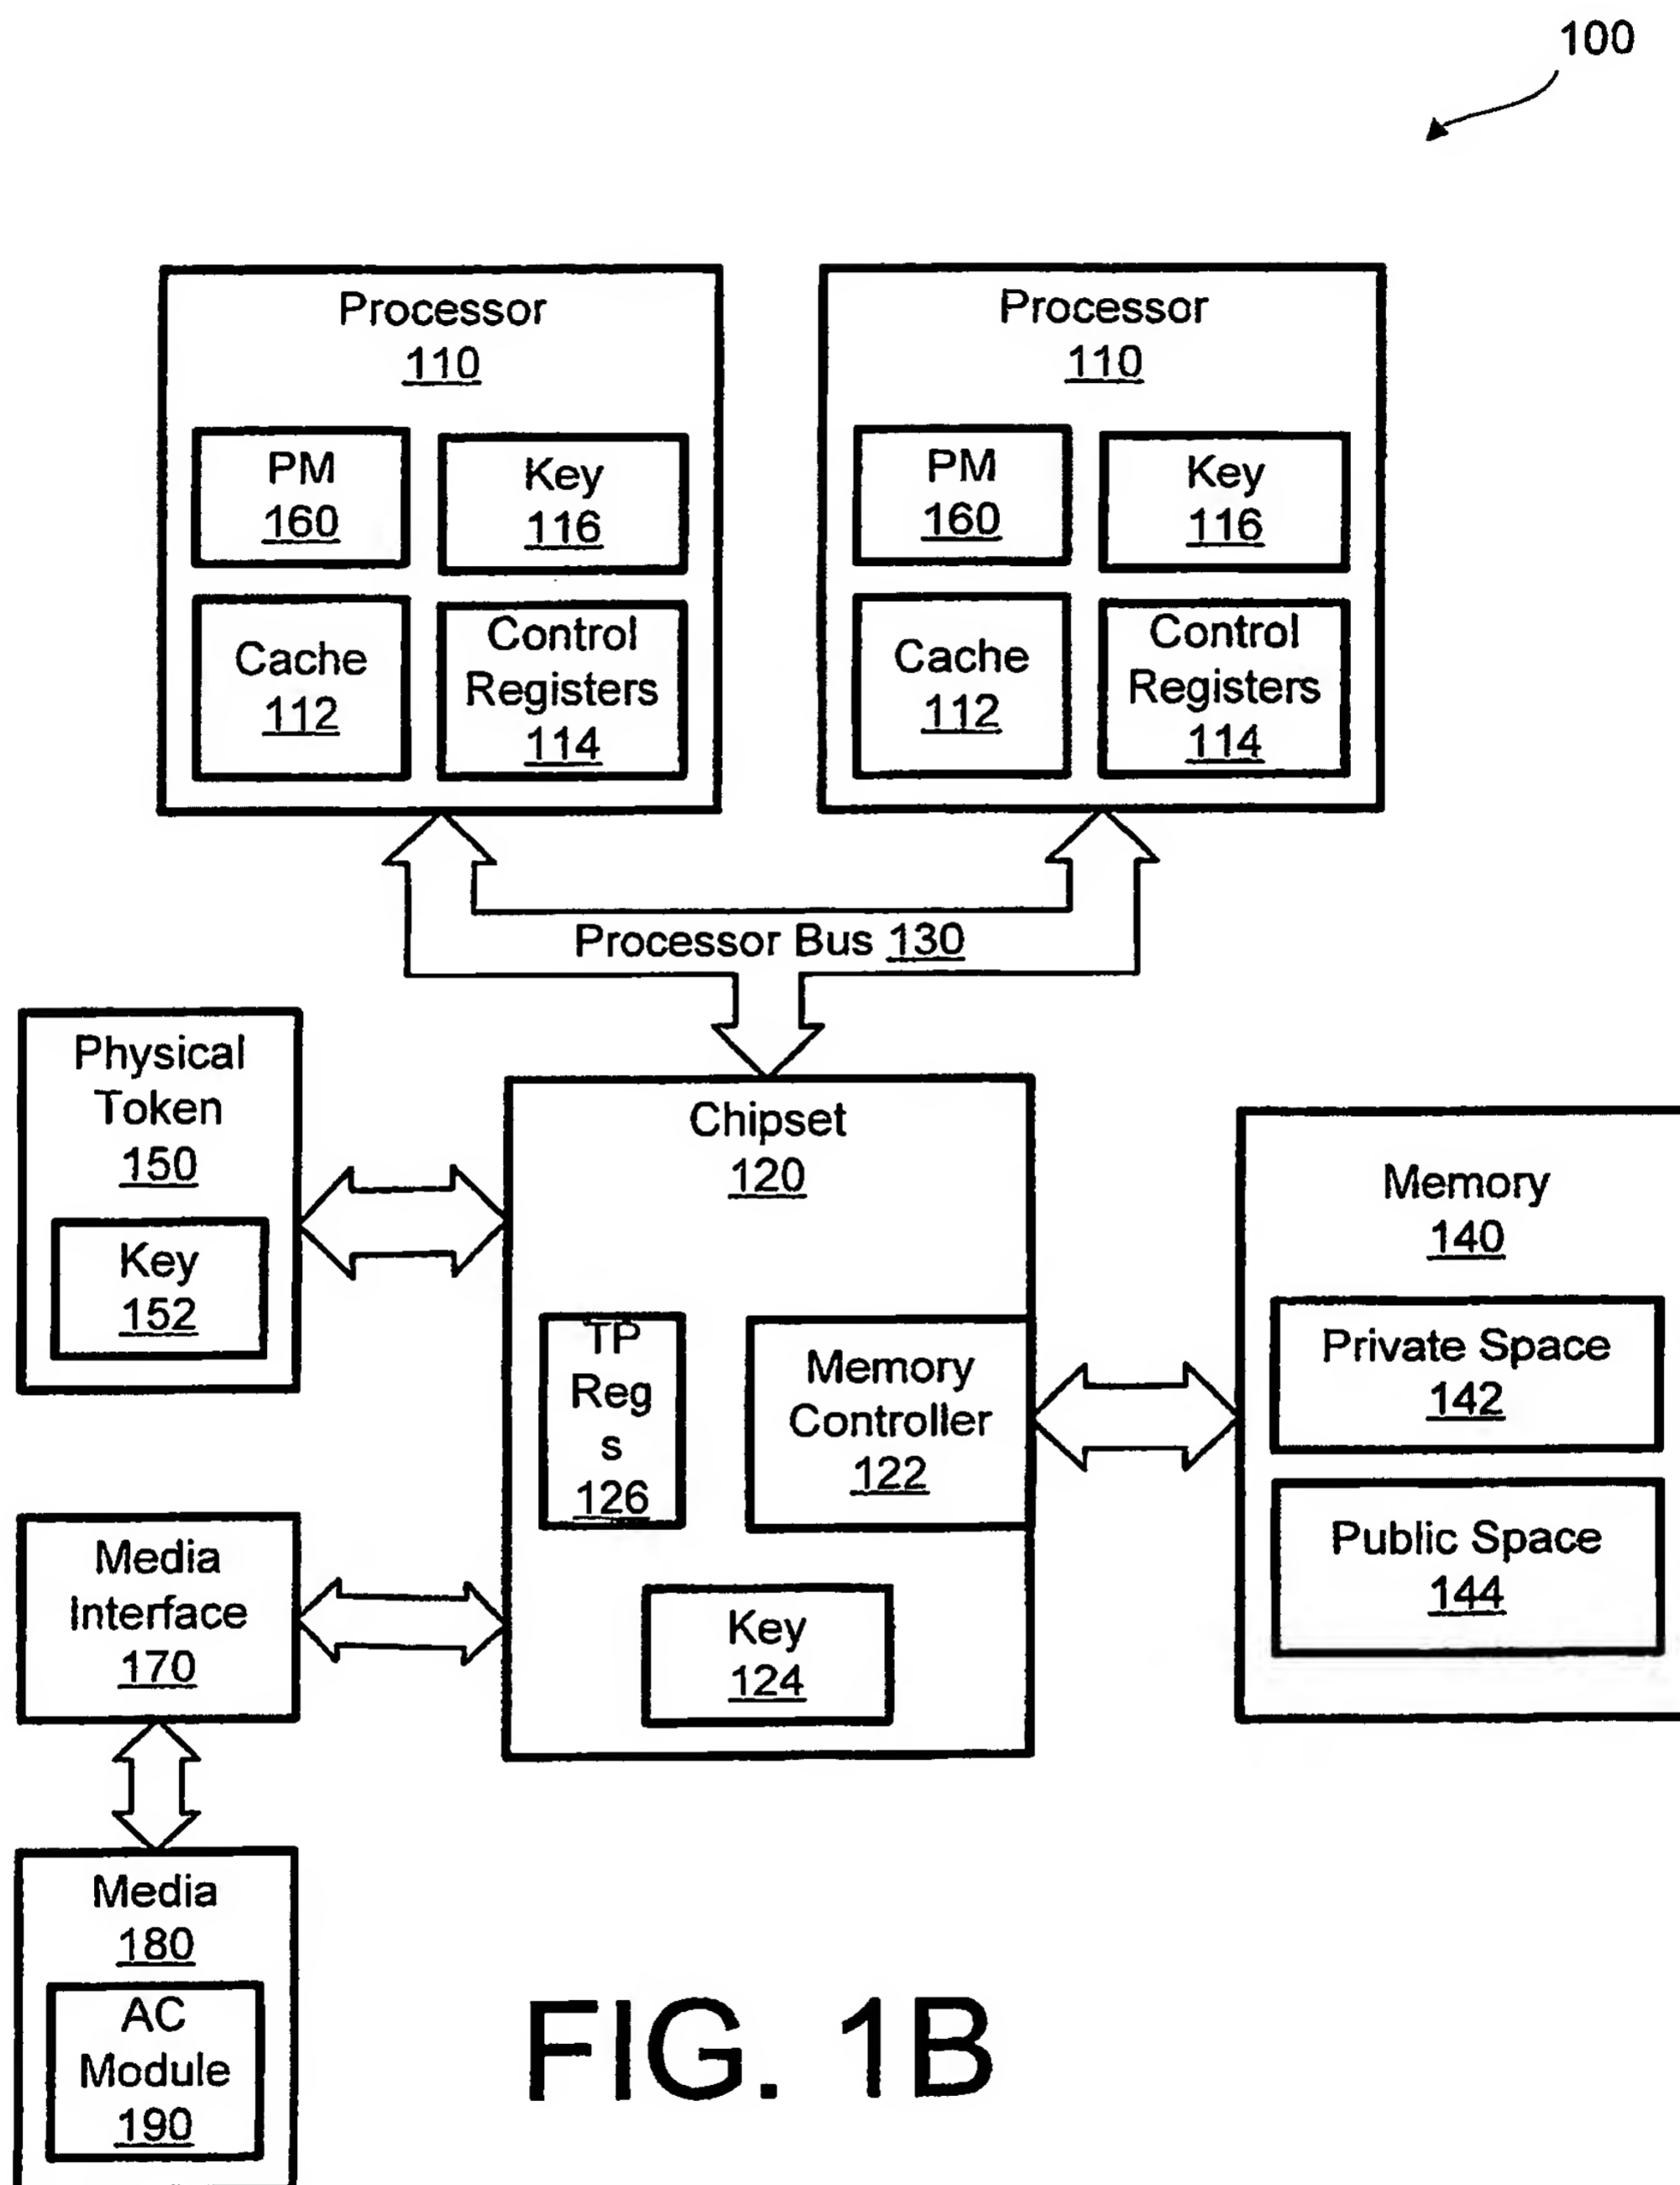 100
Processor
110
PM
160
Key
116
Cache
112
Control
Registers
114
Processor
110
PM
160
Key
116
Cache
112
Control
Registers
114
Processor Bus 130
Physical
Token
150
Key
152
Chipset
120
TP
Reg
s
126
Memory
Controller
122
Key
124
Memory
140
Private Space
142
Public Space
144
Media
Interface
170
Media
180
AC
Module
190
FIG. 1B